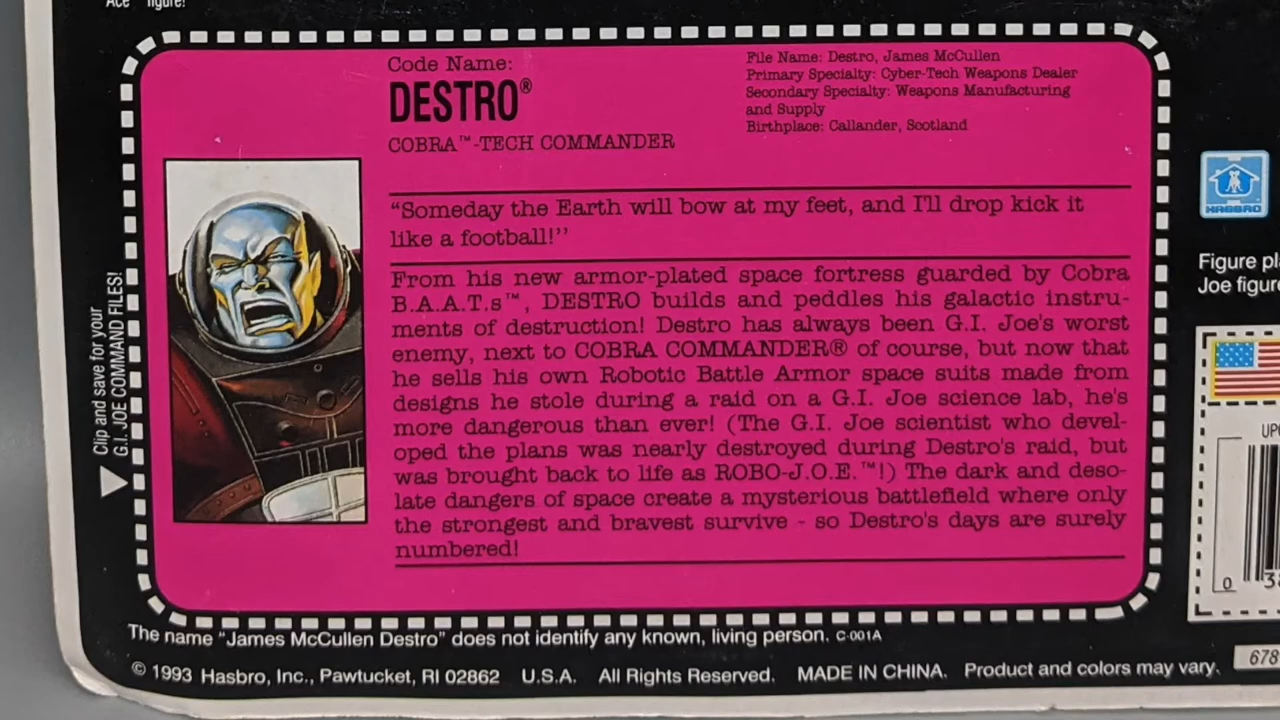 Ace figure!
Code Name:
DESTRO®
COBRA™-TECH COMMANDER
File Name: Destro, James McCullen
Primary Specialty: Cyber-Tech Weapons Dealer
Secondary Specialty: Weapons Manufacturing
and Supply
Birthplace: Callander, Scotland
“Someday the Earth will bow at my feet, and I'll drop kick it
like a football!’’
From his new armor-plated space fortress guarded by Cobra
B.A.A.T.s™, DESTRO builds and peddles his galactic instru-
ments of destruction! Destro has always been G.I. Joe's worst
enemy, next to COBRA COMMANDER® of course, but now that
he sells his own Robotic Battle Armor space suits made from
designs he stole during a raid on a G.I. Joe science lab, he's
more dangerous than ever! (The G.I. Joe scientist who devel-
oped the plans was nearly destroyed during Destro's raid, but
was brought back to life as ROBO-J.O.E.™!) The dark and deso-
late dangers of space create a mysterious battlefield where only
the strongest and bravest survive - so Destro's days are surely
numbered!
Clip and save for your
G.I. JOE COMMAND FILES!
HASBRO
Figure pl
Joe figur
UP
0
3
678
The name “James McCullen Destro” does not identify any known, living person. C-001A
© 1993 Hasbro, Inc., Pawtucket, RI 02862 U.S.A. All Rights Reserved. MADE IN CHINA. Product and colors may vary.